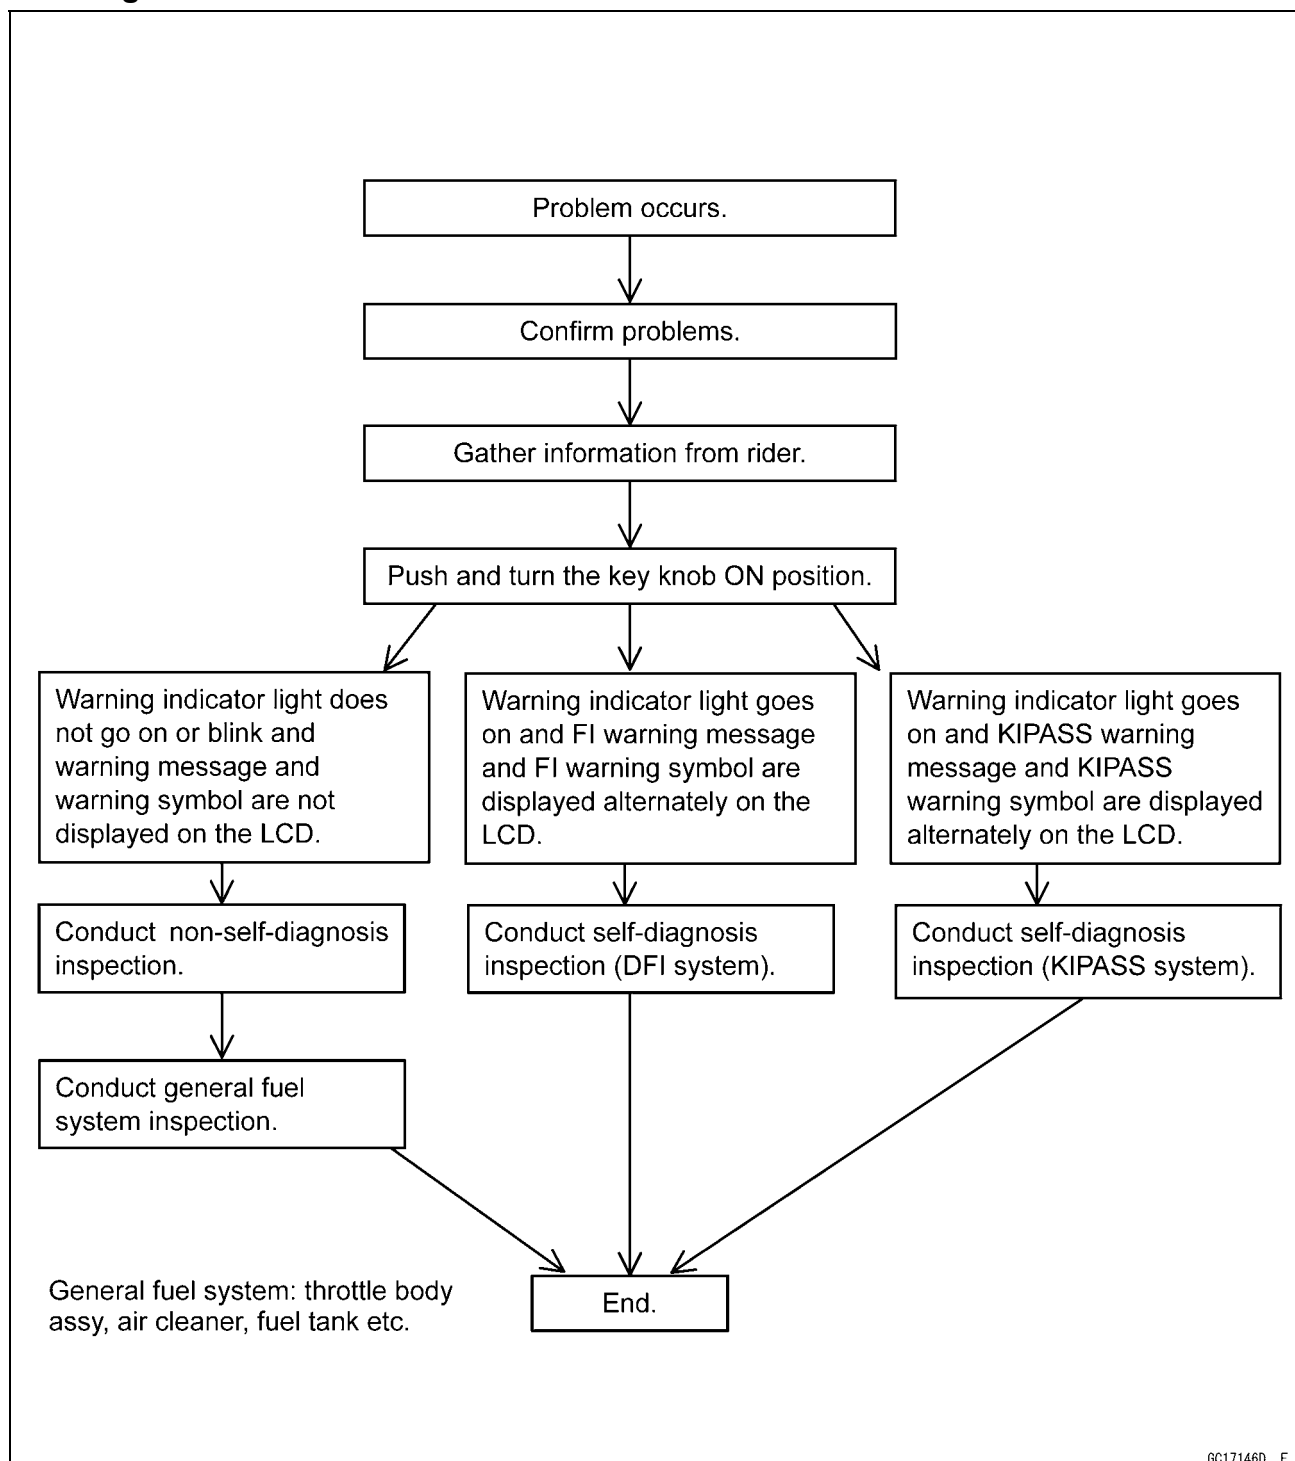 Problem occurs.
Confirm problems.
Gather information from rider.
Push and turn the key knob ON position.
Warning indicator light does
not go on or blink and
warning message and
warning symbol are not
displayed on the LCD.
Warning indicator light goes
on and FI warning message
and FI warning symbol are
displayed alternately on the
LCD.
Warning indicator light goes
on and KIPASS warning
message and KIPASS
warning symbol are displayed
alternately on the LCD.
Conduct non-self-diagnosis
inspection.
Conduct self-diagnosis
inspection (DFI system).
Conduct self-diagnosis
inspection (KIPASS system).
Conduct general fuel
system inspection.
General fuel system: throttle body
assy, air cleaner, fuel tank etc.
End.